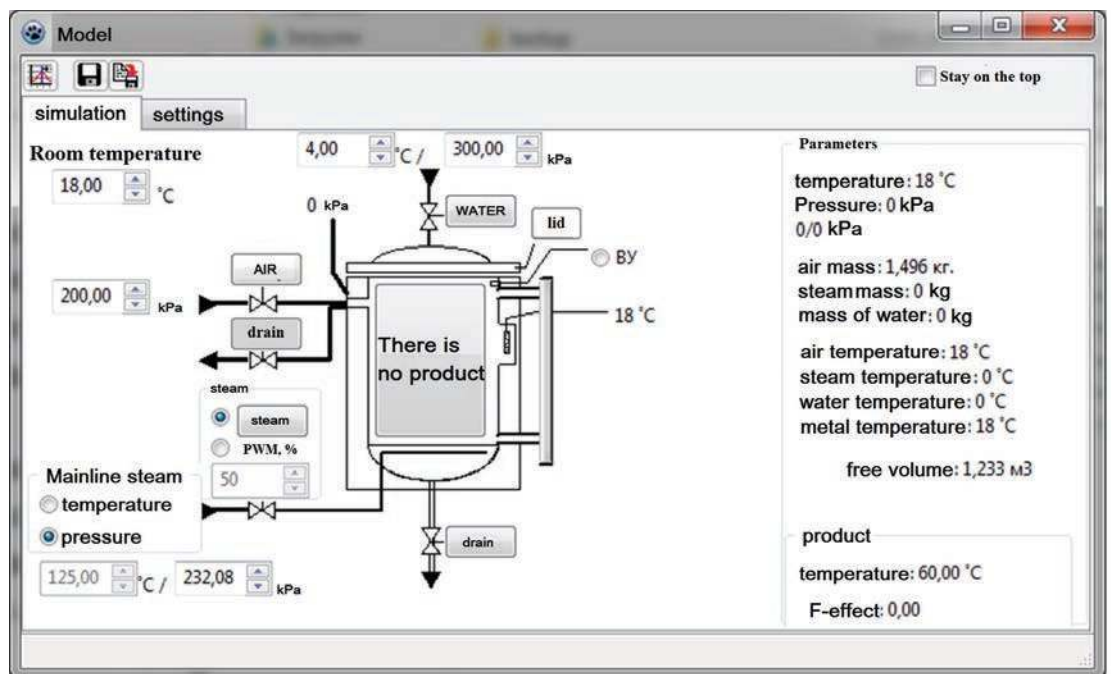 Model
Stay on the top
simulation settings
Room temperature
18,00 °C
4,00 °C / 300,00 kPa
0 kPa
WATER
lid
ВУ
AIR
200,00 kPa
drain
18 °C
There is
no product
steam
steam
PWM, %
50
Mainline steam
temperature
pressure
125,00 °C / 232,08 kPa
drain
Parameters
temperature: 18 °C
Pressure: 0 kPa
0/0 kPa
air mass: 1,496 кг.
steam mass: 0 kg
mass of water: 0 kg
air temperature: 18 °C
steam temperature: 0 °C
water temperature: 0 °C
metal temperature: 18 °C
free volume: 1,233 м3
product
temperature: 60,00 °C
F-effect: 0,00